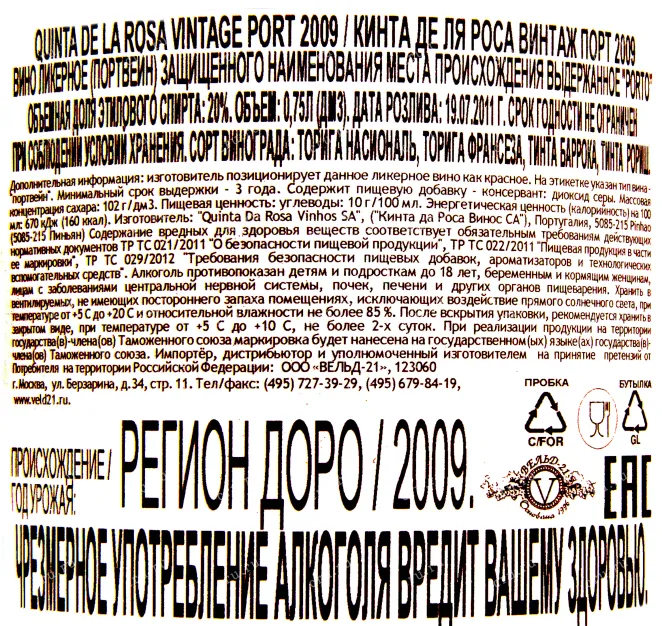 QUINTA DE LA ROSA VINTAGE PORT 2009 / КИНТА ДЕ ЛЯ РОСА ВИНТАЖ ПОРТ 2009
ВИНО ЛИКЕРНОЕ (ПОРТВЕЙН) ЗАЩИЩЕННОГО НАИМЕНОВАНИЯ МЕСТА ПРОИСХОЖДЕНИЯ ВЫДЕРЖАННОЕ "PORTO"
ОБЪЕМНАЯ ДОЛЯ ЭТИЛОВОГО СПИРТА: 20%. ОБЪЕМ: 0,75Л (ДМ3). ДАТА РОЗЛИВА: 19.07.2011 Г. СРОК ГОДНОСТИ НЕ ОГРАНИЧЕН
ПРИ СОБЛЮДЕНИИ УСЛОВИИ ХРАНЕНИЯ. СОРТ ВИНОГРАДА: ТОРИГА НАСИОНАЛЬ, ТОРИГА ФРАНСЕЗА, ТИНТА БАРРОКА, ТИНТА РОРИШ.
Дополнительная информация: изготовитель позиционирует данное ликерное вино как красное. На этикетке указан тип вина -
"портвейн". Минимальный срок выдержки - 3 года. Содержит пищевую добавку - консервант: диоксид серы. Массовая
концентрация сахара: 102 г/дм3. Пищевая ценность: углеводы: 10 г/100 мл. Энергетическая ценность (калорийность) на 100
мл: 670 кДж (160 ккал). Изготовитель: "Quinta Da Rosa Vinhos SA", ("Кинта да Роса Винос СА"), Португалия, 5085-215 Pinhao
(5085-215 Пиньян) Содержание вредных для здоровья веществ соответствует обязательным требованиям действующих
нормативных документов ТР ТС 021/2011 "О безопасности пищевой продукции", ТР ТС 022/2011 "Пищевая продукция в части
ее маркировки", ТР ТС 029/2012 "Требования безопасности пищевых добавок, ароматизаторов и технологических
вспомогательных средств". Алкоголь противопоказан детям и подросткам до 18 лет, беременным и кормящим женщинам,
лицам с заболеваниями центральной нервной системы, почек, печени и других органов пищеварения. Хранить в
вентилируемых, не имеющих постороннего запаха помещениях, исключающих воздействие прямого солнечного света, при
температуре от +5 С до +20 С и относительной влажности не более 85 %. После вскрытия упаковки, рекомендуется хранить в
закрытом виде, при температуре от +5 С до +10 С, не более 2-х суток. При реализации продукции на территории
государства(в)-члена(ов) Таможенного союза маркировка будет нанесена на государственном(ых) языке(ах) государства(в)-
члена(ов) Таможенного союза. Импортёр, дистрибьютор и уполномоченный изготовителем на принятие претензий от
Потребителя на территории Российской Федерации: ООО «ВЕЛЬД-21», 123060
г.Москва, ул. Берзарина, д. 34, стр. 11. Тел/факс: (495) 727-39-29, (495) 679-84-19,
www.veld21.ru.
ПРОБКА
БУТЫЛКА
C/FOR
GL
ПРОИСХОЖДЕНИЕ /
ГОД УРОЖАЯ:
РЕГИОН ДОРО / 2009.
ВЕЛЬД 21
V
Основана 1996
ЕАС
ЧРЕЗМЕРНОЕ УПОТРЕБЛЕНИЕ АЛКОГОЛЯ ВРЕДИТ ВАШЕМУ ЗДОРОВЬЮ.